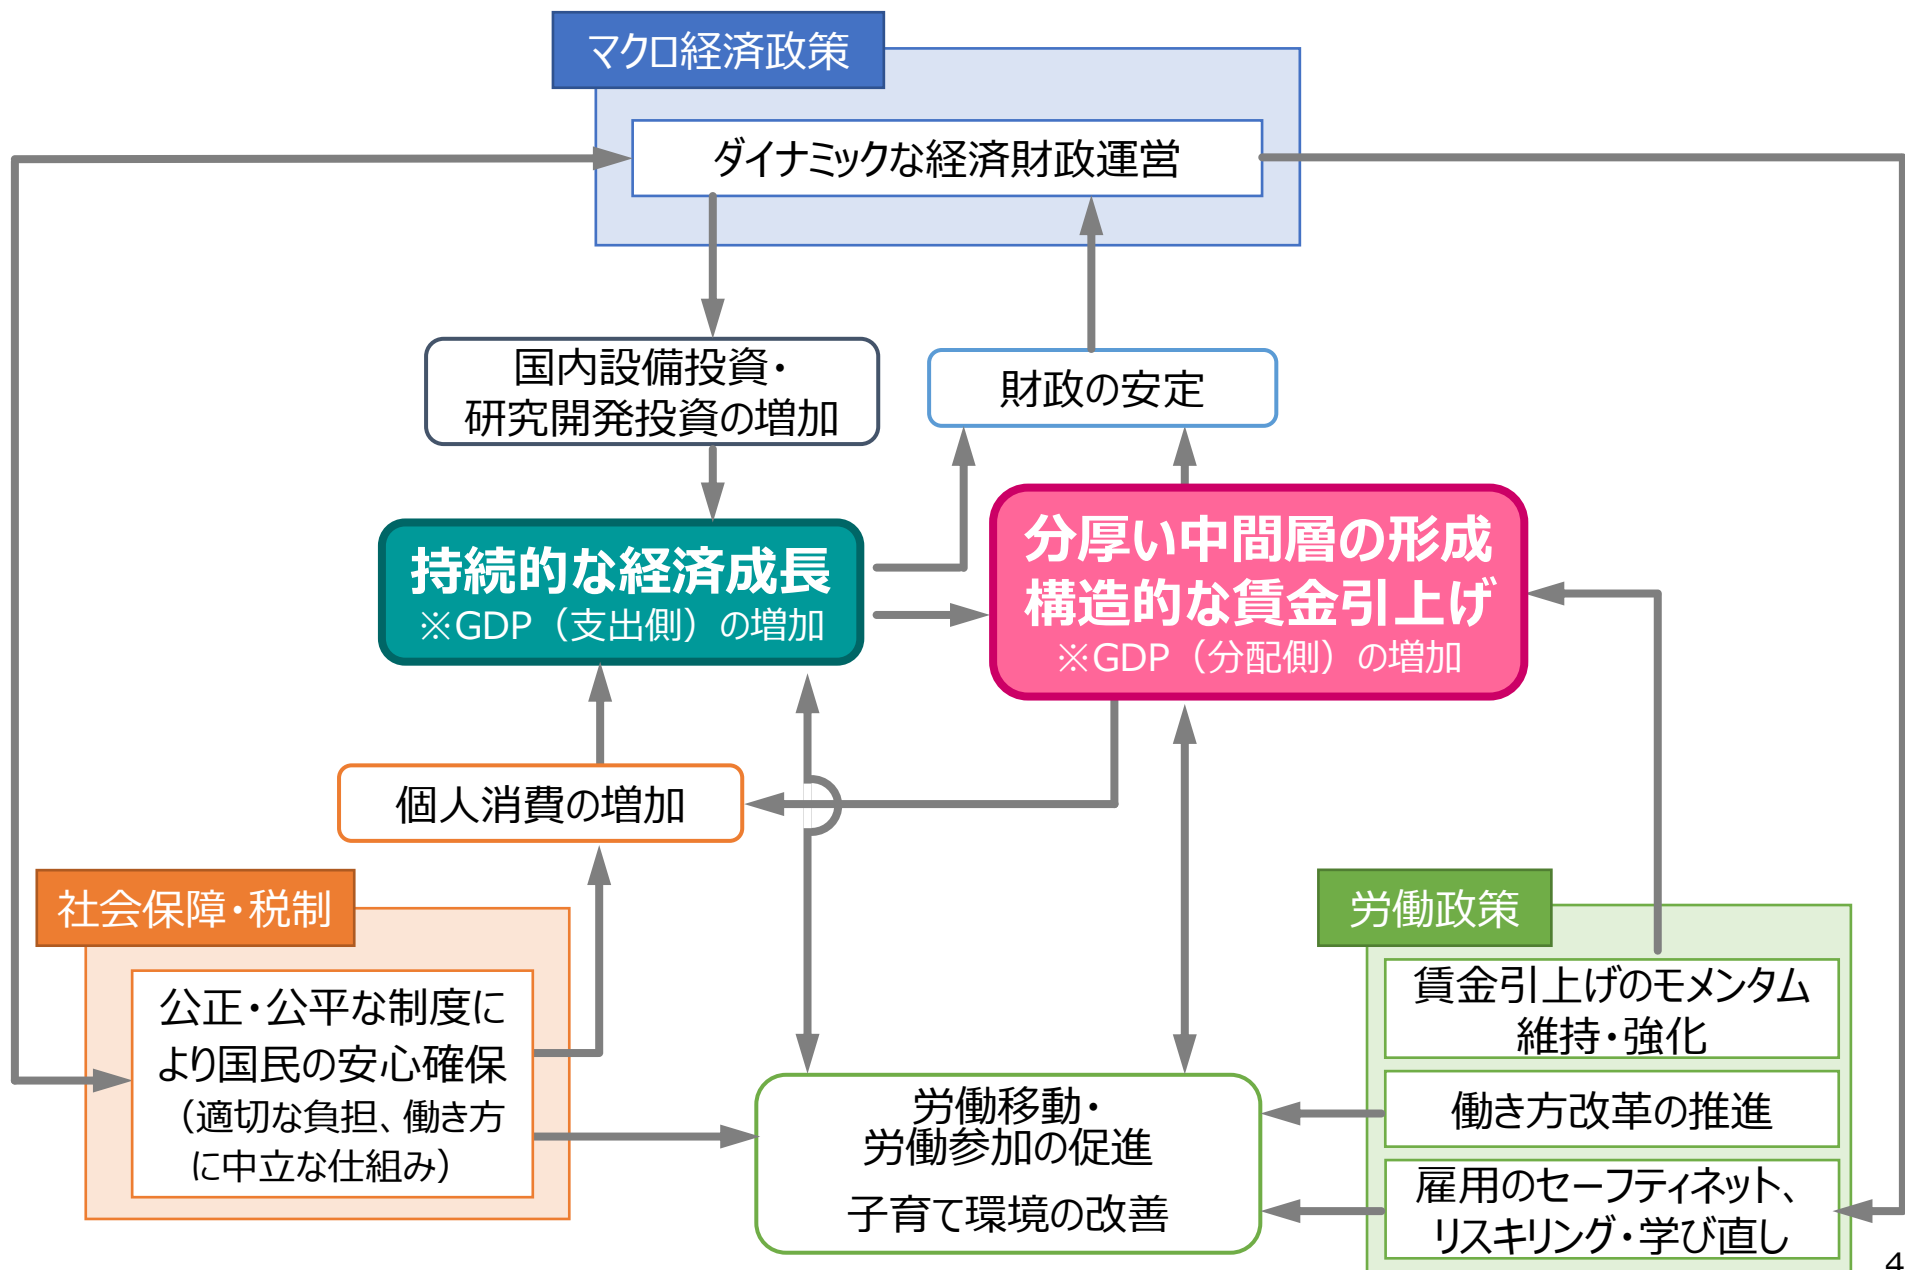 マクロ経済政策
ダイナミックな経済財政運営
国内設備投資・
研究開発投資の増加
財政の安定
持続的な経済成長
※GDP（支出側）の増加
分厚い中間層の形成
構造的な賃金引上げ
※GDP（分配側）の増加
個人消費の増加
社会保障・税制
公正・公平な制度に
より国民の安心確保
（適切な負担、働き方
に中立な仕組み）
労働移動・
労働参加の促進
子育て環境の改善
労働政策
賃金引上げのモメンタム
維持・強化
働き方改革の推進
雇用のセーフティネット、
リスキリング・学び直し
4